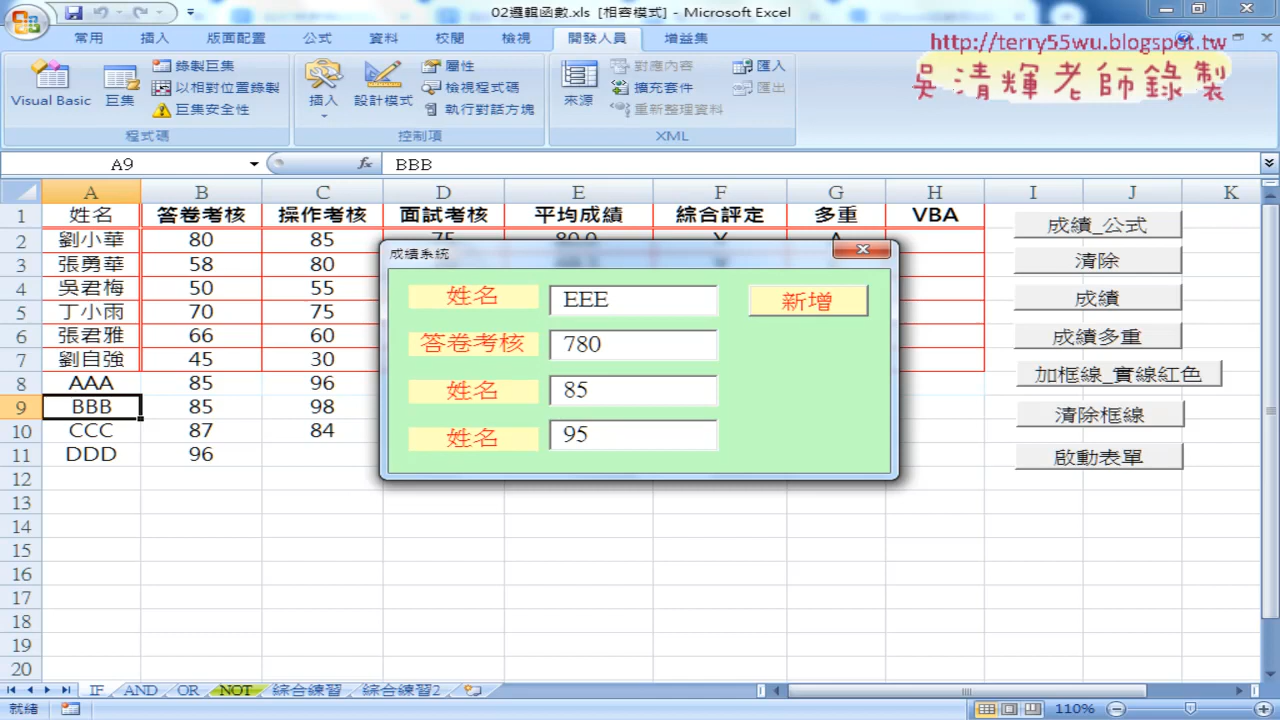 02邏輯函數.xls [相容模式] - Microsoft Excel
常用 插入 版面配置 公式 資料 校閱 檢視 開發人員 增益集
http://terry55wu.blogspot.tw
吳清輝老師錄製
Visual Basic 巨集 錄製巨集 以相對位置錄製 巨集安全性
程式碼
插入 設計模式 屬性 檢視程式碼 執行對話方塊
控制項
來源 對應內容 擴充套件 重新整理資料 匯入 匯出
XML
A9 fx BBB
A B C D E F G H I J K
1 姓名 答卷考核 操作考核 面試考核 平均成績 綜合評定 多重 VBA
2 劉小華 80 85
3 張勇華 58 80
4 吳君梅 50 55
5 丁小雨 70 75
6 張君雅 66 60
7 劉自強 45 30
8 AAA 85 96
9 BBB 85 98
10 CCC 87 84
11 DDD 96
12
13
14
15
16
17
18
19
20
成績系統
姓名 EEE 新增
答卷考核 780
姓名 85
姓名 95
成績_公式
清除
成績
成績多重
加框線_實線紅色
清除框線
啟動表單
IF AND OR NOT 綜合練習 綜合練習2
就緒 110%